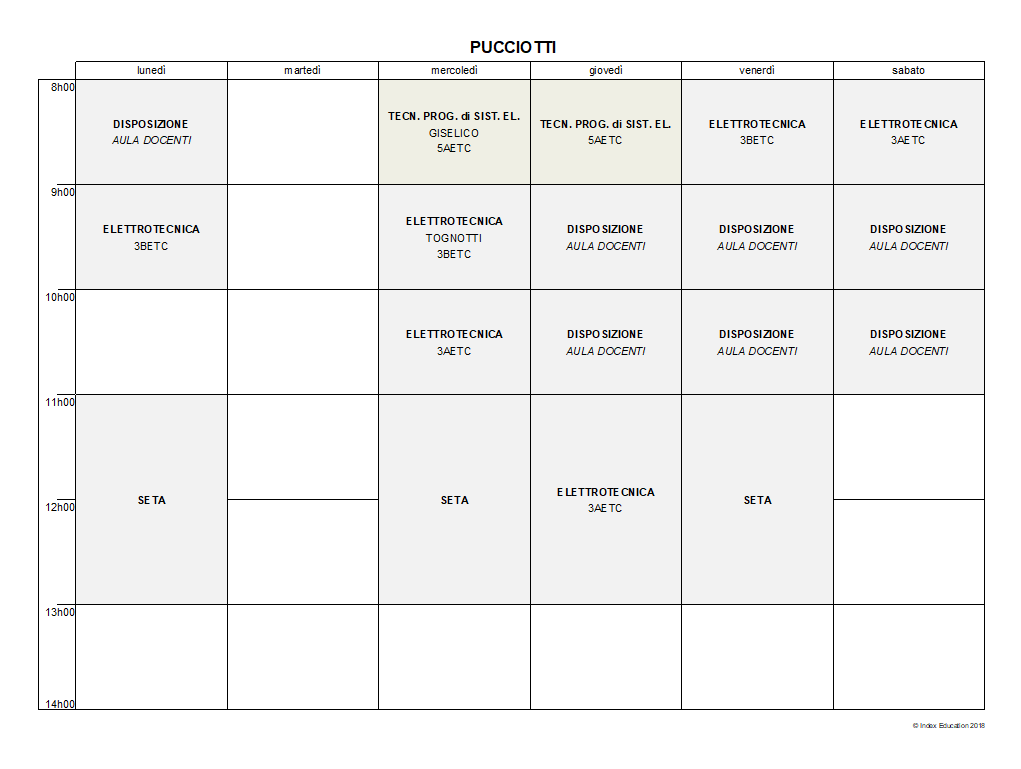 PUCCIOTTI
lunedì martedì mercoledì giovedì venerdì sabato
8h00
DISPOSIZIONE
AULA DOCENTI
TECN. PROG. di SIST. EL.
GISELICO
5AETC
TECN. PROG. di SIST. EL.
5AETC
ELETTROTECNICA
3BETC
ELETTROTECNICA
3AETC
9h00
ELETTROTECNICA
3BETC
ELETTROTECNICA
TOGNOTTI
3BETC
DISPOSIZIONE
AULA DOCENTI
DISPOSIZIONE
AULA DOCENTI
DISPOSIZIONE
AULA DOCENTI
10h00
ELETTROTECNICA
3AETC
DISPOSIZIONE
AULA DOCENTI
DISPOSIZIONE
AULA DOCENTI
DISPOSIZIONE
AULA DOCENTI
11h00
SETA
SETA
ELETTROTECNICA
3AETC
SETA
12h00
13h00
14h00
© Index Education 2018